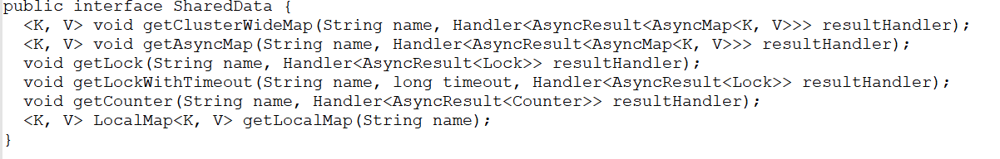 public interface SharedData {
  <K, V> void getClusterWideMap(String name, Handler<AsyncResult<AsyncMap<K, V>>> resultHandler);
  <K, V> void getAsyncMap(String name, Handler<AsyncResult<AsyncMap<K, V>>> resultHandler);
  void getLock(String name, Handler<AsyncResult<Lock>> resultHandler);
  void getLockWithTimeout(String name, long timeout, Handler<AsyncResult<Lock>> resultHandler);
  void getCounter(String name, Handler<AsyncResult<Counter>> resultHandler);
  <K, V> LocalMap<K, V> getLocalMap(String name);
}